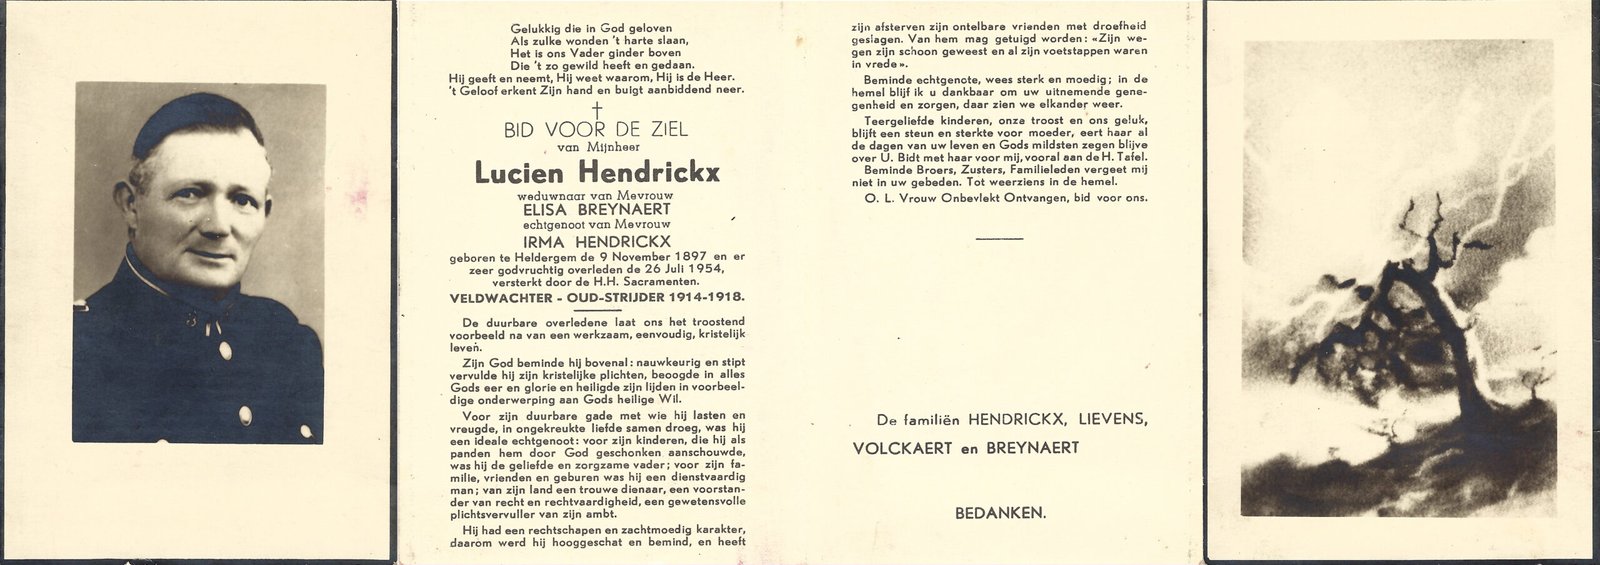 Gelukkig die in God geloven
Als zulke wonden 't harte slaan,
Het is ons Vader ginder boven
Die 't zo gewild heeft en gedaan.
Hij geeft en neemt, Hij weet waarom, Hij is de Heer.
't Geloof erkent Zijn hand en buigt aanbiddend neer.
BID VOOR DE ZIEL
van Mijnheer
Lucien Hendrickx
weduwnaar van Mevrouw
ELISA BREYNAERT
echtgenoot van Mevrouw
IRMA HENDRICKX
geboren te Heldergem de 9 November 1897 en er
zeer godvruchtig overleden de 26 Juli 1954,
versterkt door de H.H. Sacramenten.
VELDWACHTER - OUD-STRIJDER 1914-1918.
De duurbare overledene laat ons het troostend
voorbeeld na van een werkzaam, eenvoudig, kristelijk
leven.
Zijn God beminde hij bovenal: nauwkeurig en stipt
vervulde hij zijn kristelijke plichten, beoogde in alles
Gods eer en glorie en heiligde zijn lijden in voorbeel-
dige onderwerping aan Gods heilige Wil.
Voor zijn duurbare gade met wie hij lasten en
vreugde, in ongekreukte liefde samen droeg, was hij
een ideale echtgenoot: voor zijn kinderen, die hij als
panden hem door God geschonken aanschouwde,
was hij de geliefde en zorgzame vader; voor zijn fa-
milie, vrienden en geburen was hij een dienstvaardig
man; van zijn land een trouwe dienaar, een voorstan-
der van recht en rechtvaardigheid, een gewetensvolle
plichtsvervuller van zijn ambt.
Hij had een rechtschapen en zachtmoedig karakter,
daarom werd hij hooggeschat en bemind, en heeft
zijn afsterven zijn ontelbare vrienden met droefheid
geslagen. Van hem mag getuigd worden: «Zijn we-
gen zijn schoon geweest en al zijn voetstappen waren
in vrede».
Beminde echtgenote, wees sterk en moedig; in de
hemel blijf ik u dankbaar om uw uitnemende gene-
genheid en zorgen, daar zien we elkander weer.
Teergeliefde kinderen, onze troost en ons geluk,
blijft een steun en sterkte voor moeder, eert haar al
de dagen van uw leven en Gods mildsten zegen blijve
over U. Bidt met haar voor mij, vooral aan de H. Tafel.
Beminde Broers, Zusters, Familieleden vergeet mij
niet in uw gebeden. Tot weerziens in de hemel.
O. L. Vrouw Onbevlekt Ontvangen, bid voor ons.
De familiën HENDRICKX, LIEVENS,
VOLCKAERT en BREYNAERT
BEDANKEN.